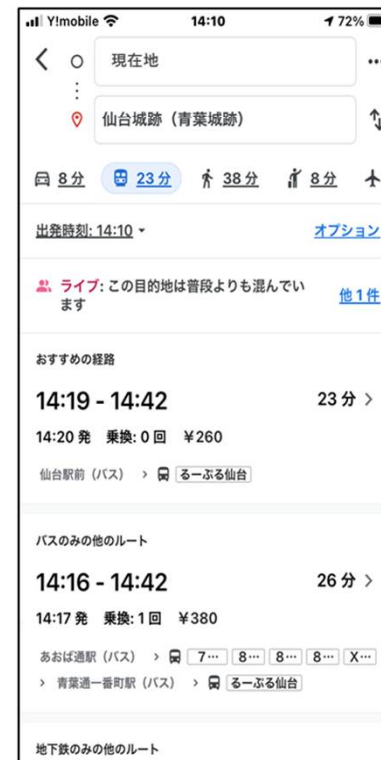 Y!mobile 14:10 72%
現在地
仙台城跡（青葉城跡）
8分 23分 38分 8分
出発時刻: 14:10 オプション
ライブ: この目的地は普段よりも混んでい
ます
他1件
おすすめの経路
14:19 - 14:42 23分
14:20 発 乗換: 0 回 ¥260
仙台駅前（バス） > るーぷる仙台
バスのみの他のルート
14:16 - 14:42 26分
14:17 発 乗換: 1 回 ¥380
あおば通駅（バス） > 7… 8… 8… 8… X…
> 青葉通一番町駅（バス） > るーぷる仙台
地下鉄のみの他のルート